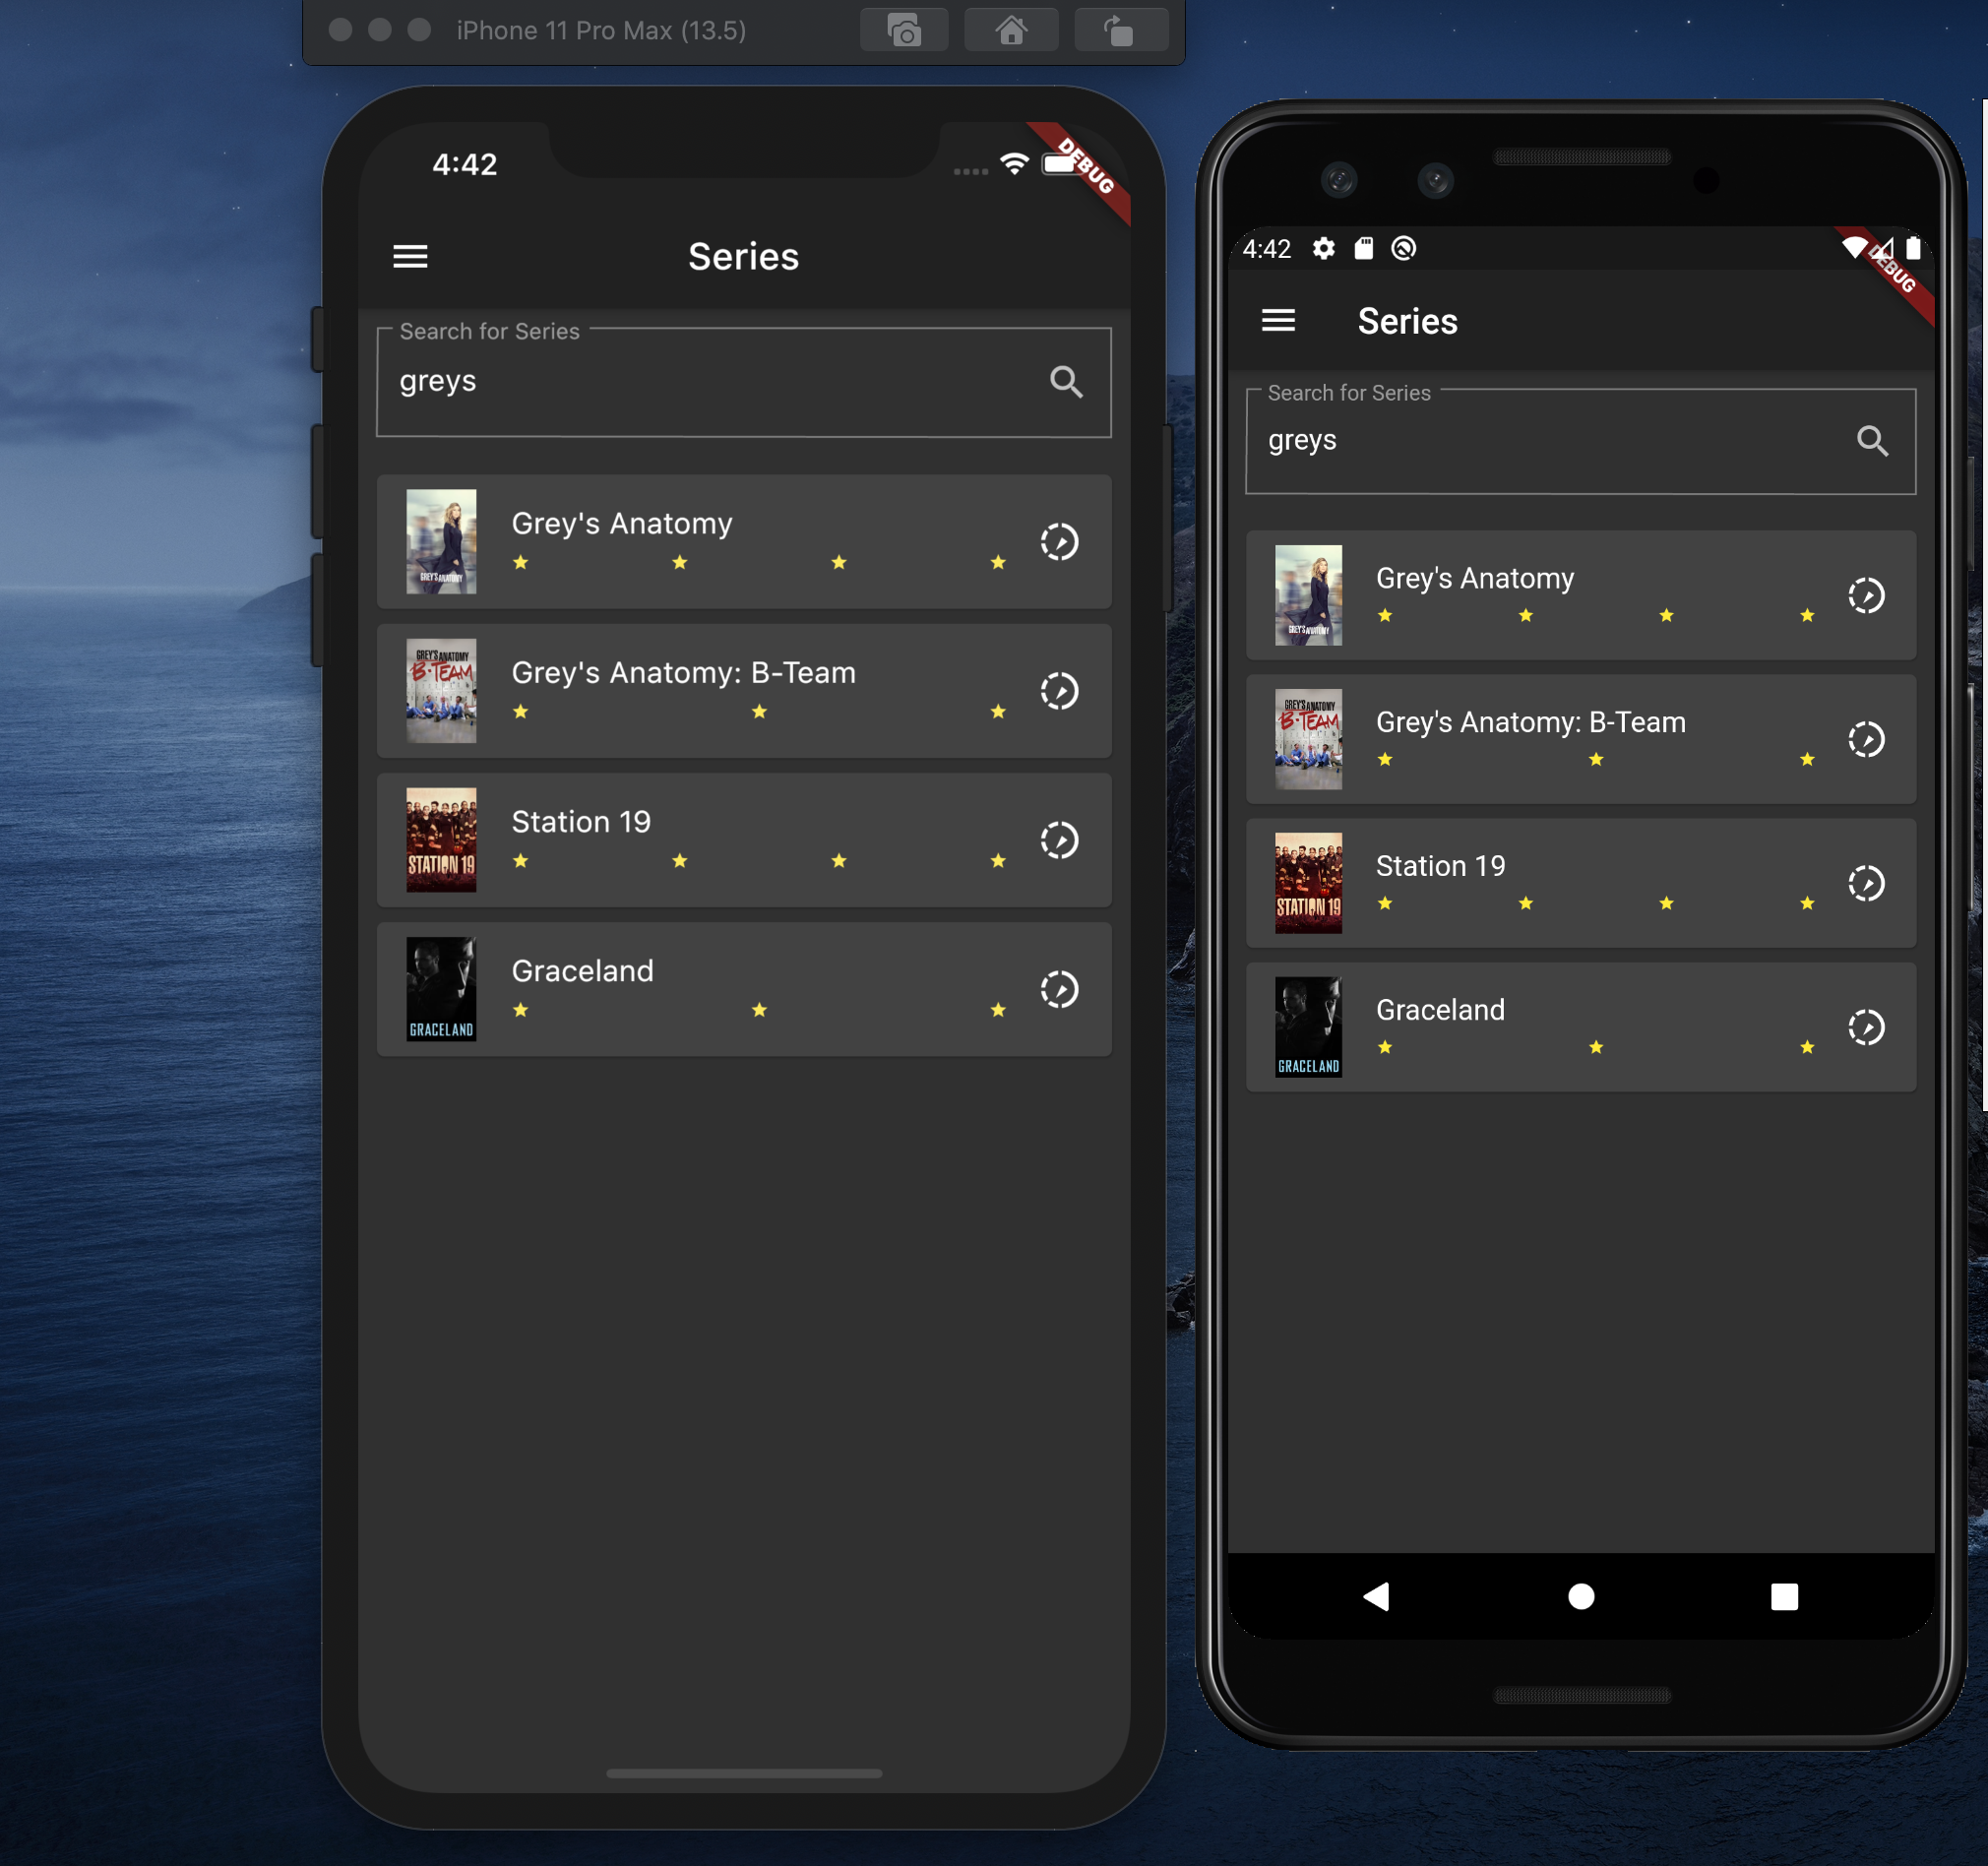 iPhone 11 Pro Max (13.5)
4:42
DEBUG
Series
Search for Series
greys
GREY'S ANATOMY
Grey's Anatomy
GREY'S ANATOMY
B-TEAM
Grey's Anatomy: B-Team
STATION 19
Station 19
GRACELAND
Graceland
4:42
DEBUG
Series
Search for Series
greys
GREY'S ANATOMY
Grey's Anatomy
GREY'S ANATOMY
B-TEAM
Grey's Anatomy: B-Team
STATION 19
Station 19
GRACELAND
Graceland